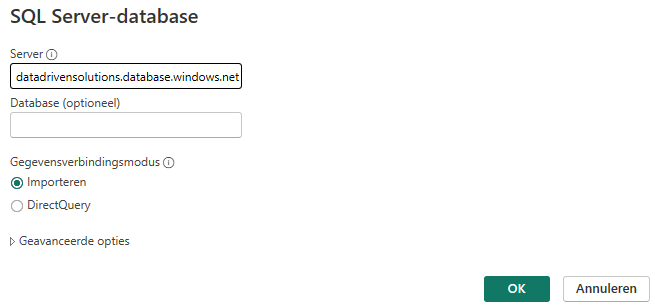 SQL Server-database
Server
datadrivensolutions.database.windows.net
Database (optioneel)
Gegevensverbindingsmodus
Importeren
DirectQuery
Geavanceerde opties
OK Annuleren